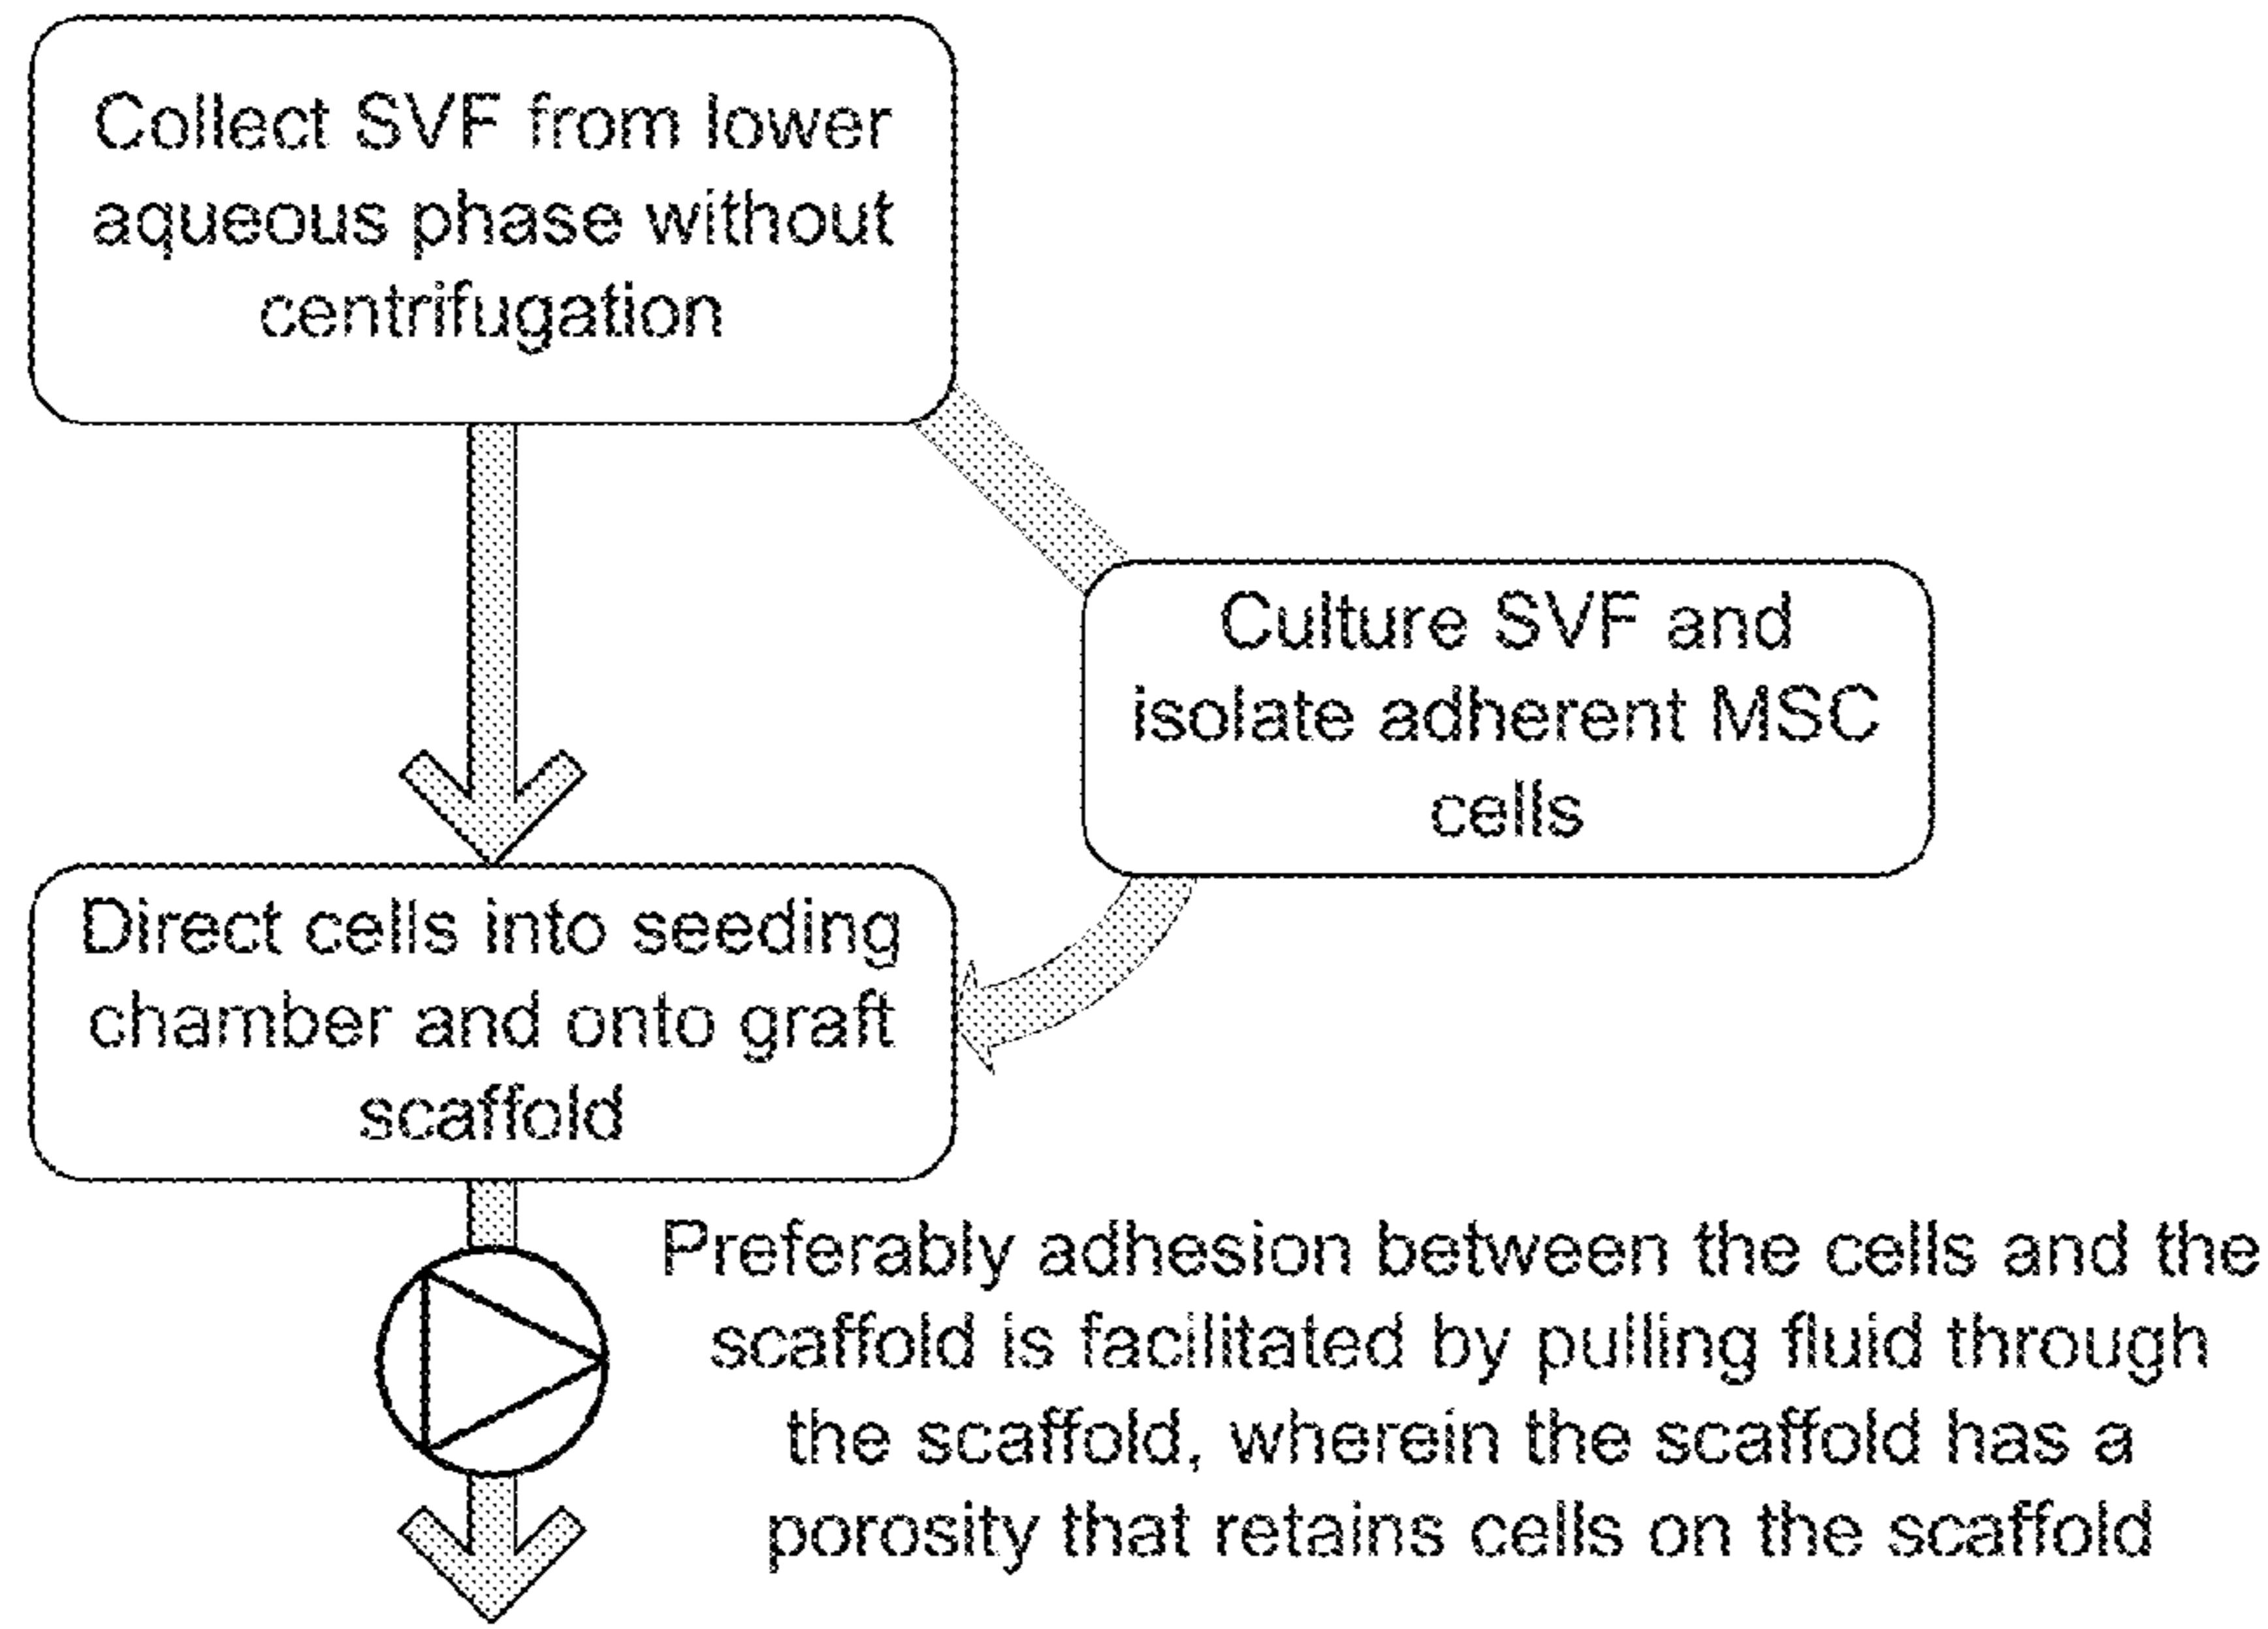 Collect SVF from lower
aqueous phase without
centrifugation
Culture SVF and
isolate adherent MSC
cells
Direct cells into seeding
chamber and onto graft
scaffold
Preferably adhesion between the cells and the
scaffold is facilitated by pulling fluid through
the scaffold, wherein the scaffold has a
porosity that retains cells on the scaffold